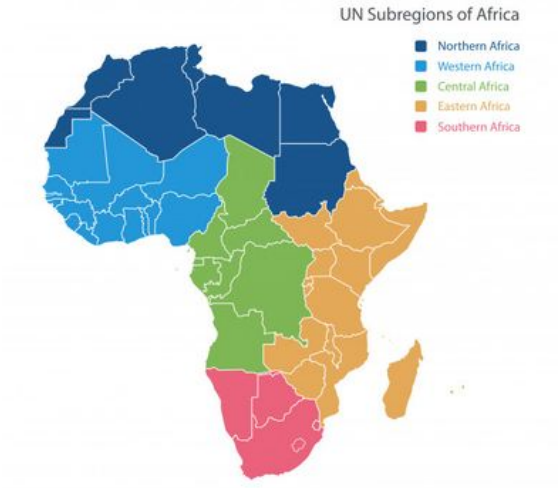 UN Subregions of Africa
Northern Africa
Western Africa
Central Africa
Eastern Africa
Southern Africa